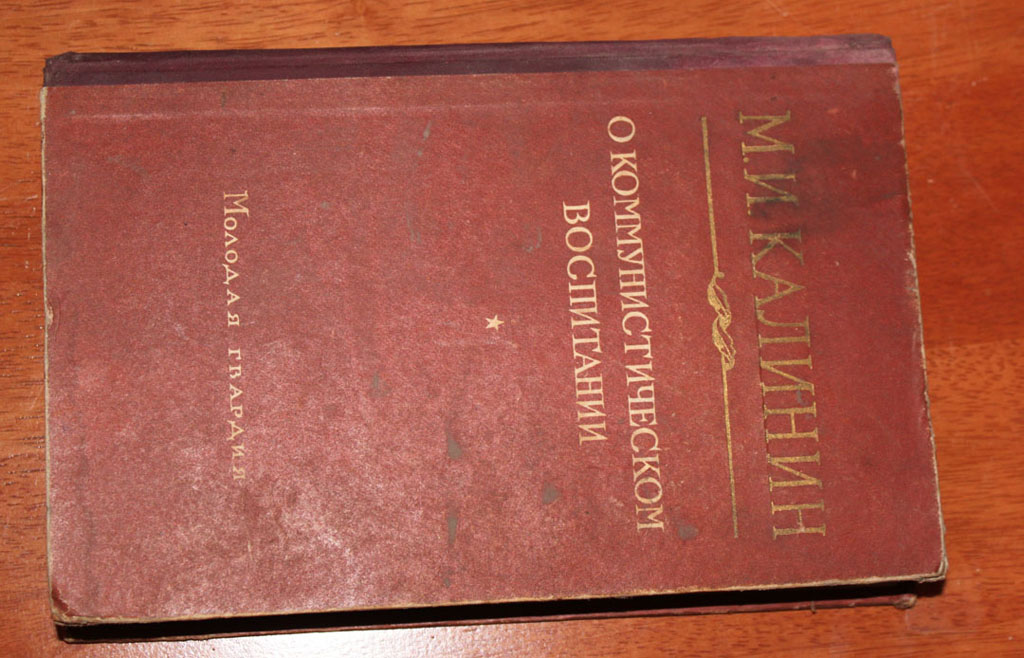 М. И. КАЛИНИН
О КОММУНИСТИЧЕСКОМ
ВОСПИТАНИИ
МОЛОДАЯ ГВАРДИЯ